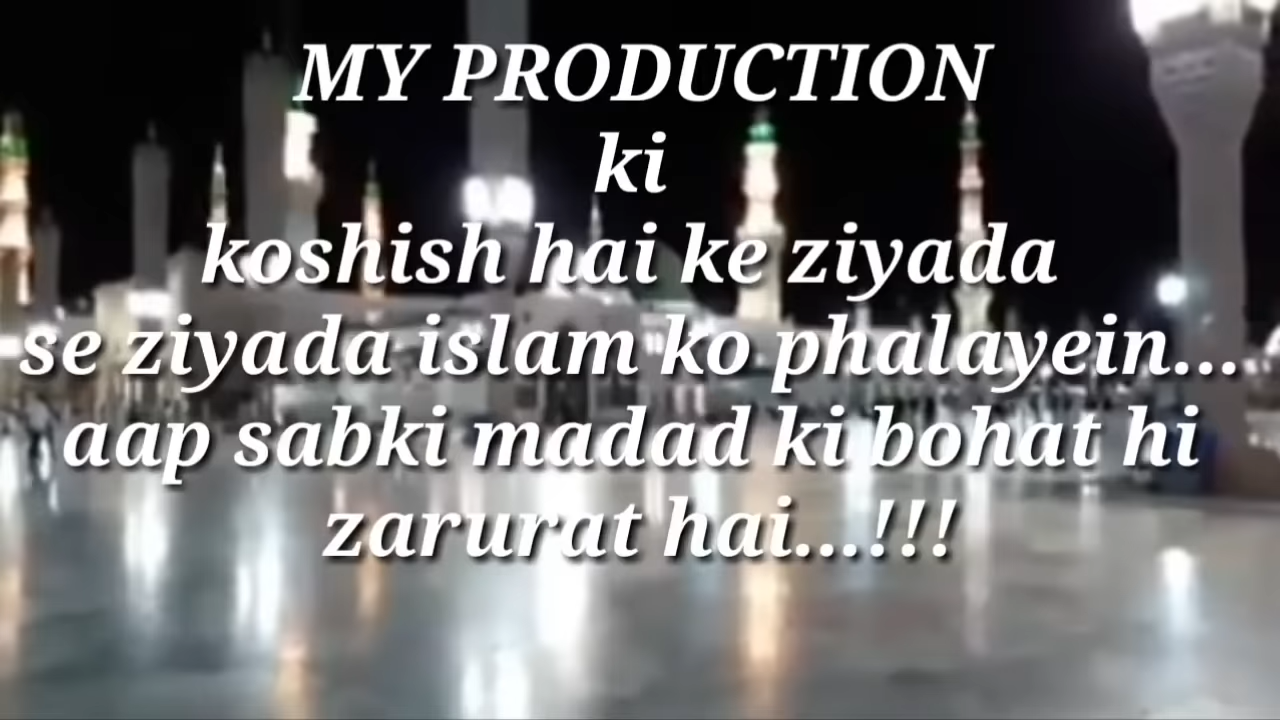 MY PRODUCTION
ki
koshish hai ke ziyada
se ziyada islam ko phalayein...
aap sabki madad ki bohat hi
zarurat hai...!!!